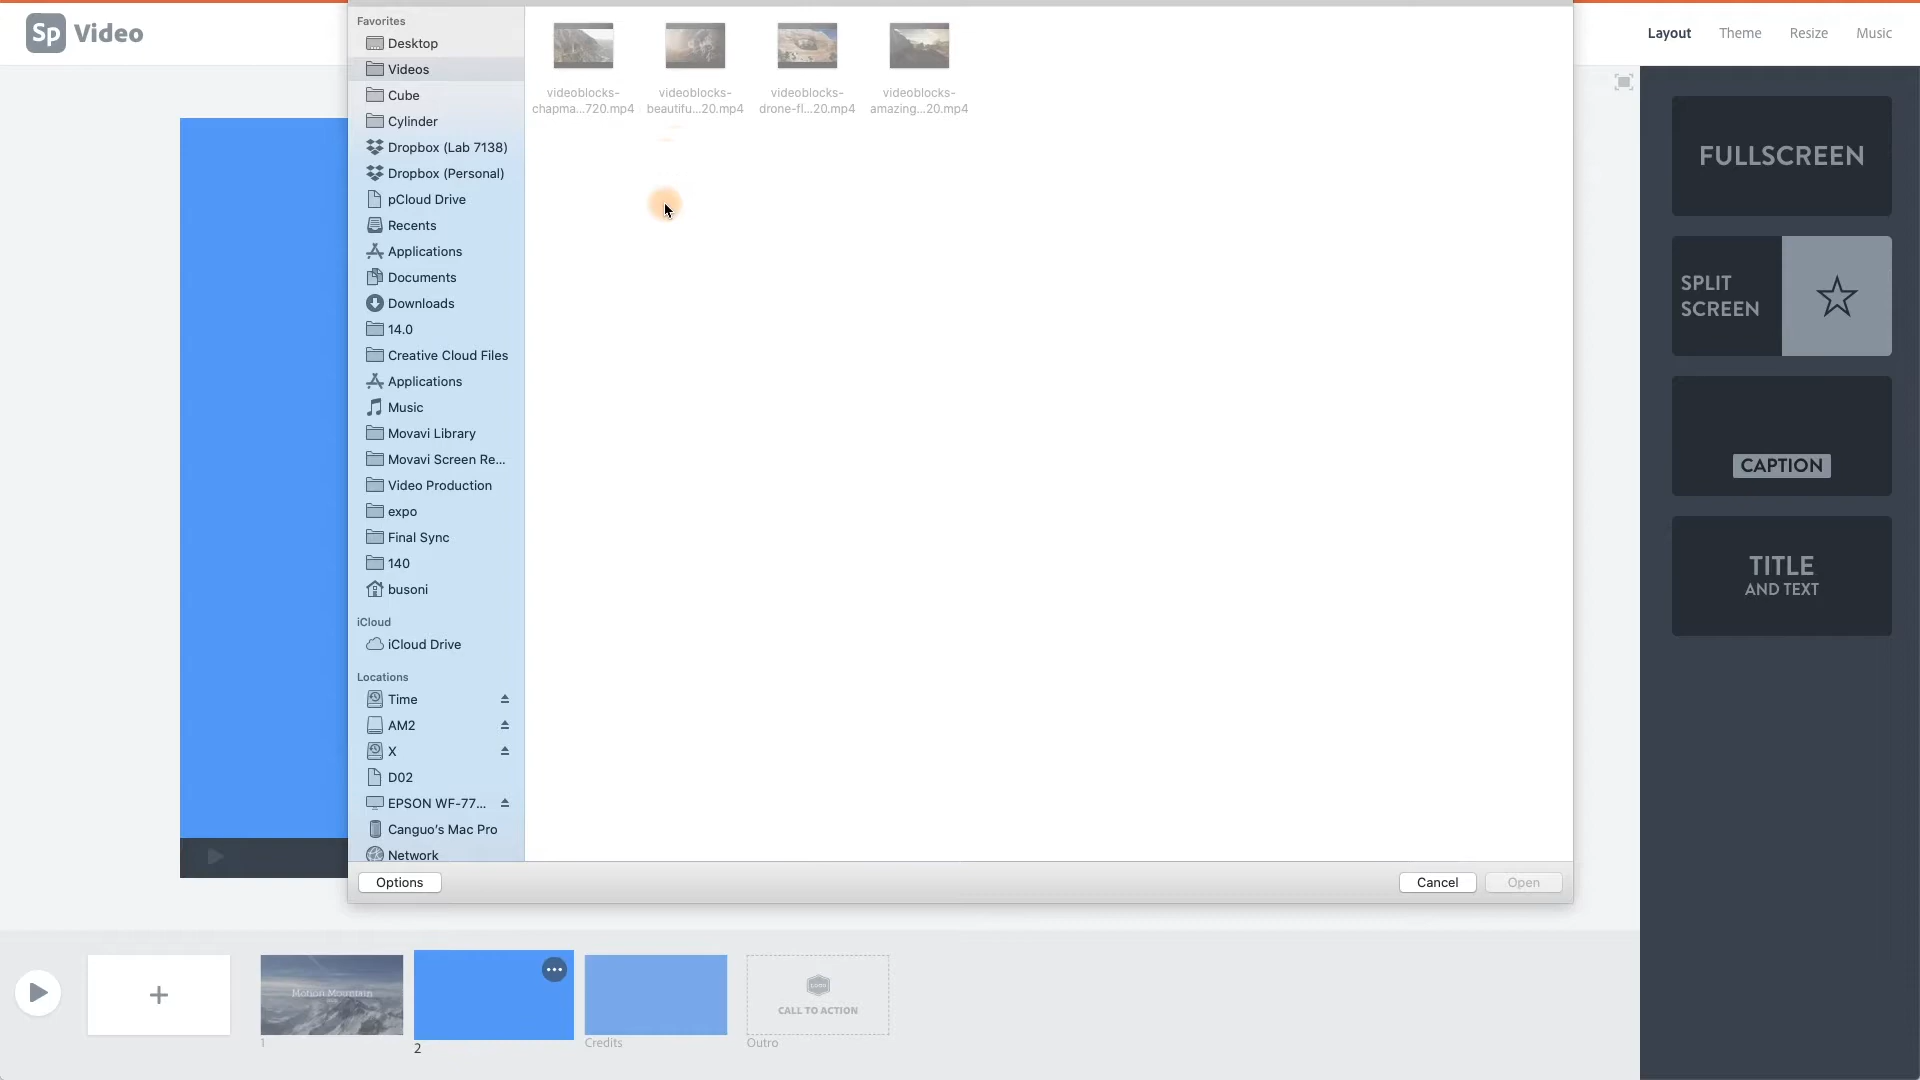 Sp Video
Layout
Theme
Resize
Music
Favorites
Desktop
Videos
Cube
Cylinder
Dropbox (Lab 7138)
Dropbox (Personal)
pCloud Drive
Recents
Applications
Documents
Downloads
14.0
Creative Cloud Files
Applications
Music
Movavi Library
Movavi Screen Re...
Video Production
expo
Final Sync
140
busoni
iCloud
iCloud Drive
Locations
Time
AM2
X
D02
EPSON WF-77...
Canguo's Mac Pro
Network
videoblocks-
chapma...720.mp4
videoblocks-
beautifu...20.mp4
videoblocks-
drone-fl...20.mp4
videoblocks-
amazing...20.mp4
Options
Cancel
Open
FULLSCREEN
SPLIT
SCREEN
CAPTION
TITLE
AND TEXT
Motion Mountain
1
2
Credits
LOGO
CALL TO ACTION
Outro